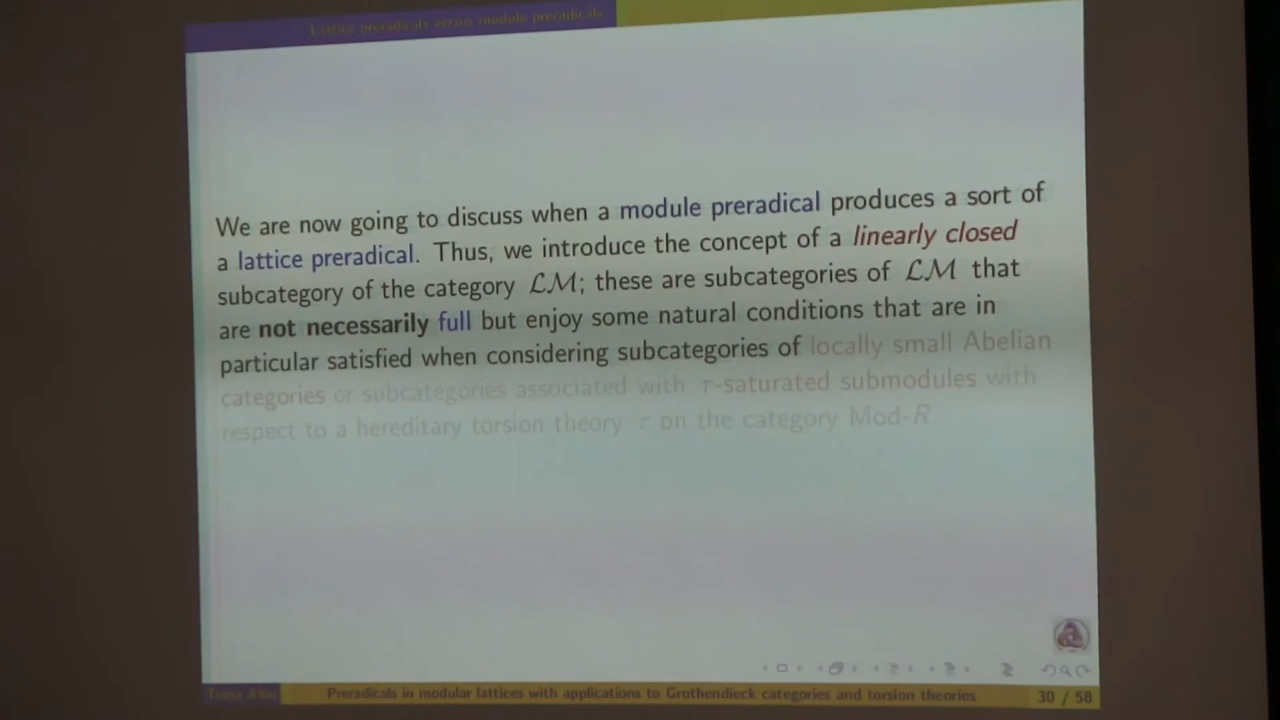 Lattice preradicals versus module preradicals
We are now going to discuss when a module preradical produces a sort of
a lattice preradical. Thus, we introduce the concept of a linearly closed
subcategory of the category ℒℳ; these are subcategories of ℒℳ that
are not necessarily full but enjoy some natural conditions that are in
particular satisfied when considering subcategories of locally small Abelian
categories or subcategories associated with τ-saturated submodules with
respect to a hereditary torsion theory τ on the category Mod-R.
Toma Albu
Preradicals in modular lattices with applications to Grothendieck categories and torsion theories
30 / 58